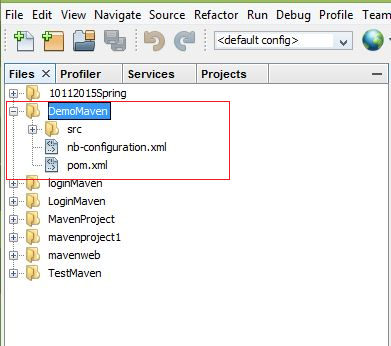 File Edit View Navigate Source Refactor Run Debug Profile Team
<default config>
Files Profiler Services Projects
10112015Spring
DemoMaven
src
nb-configuration.xml
pom.xml
loginMaven
LoginMaven
MavenProject
mavenproject1
mavenweb
TestMaven